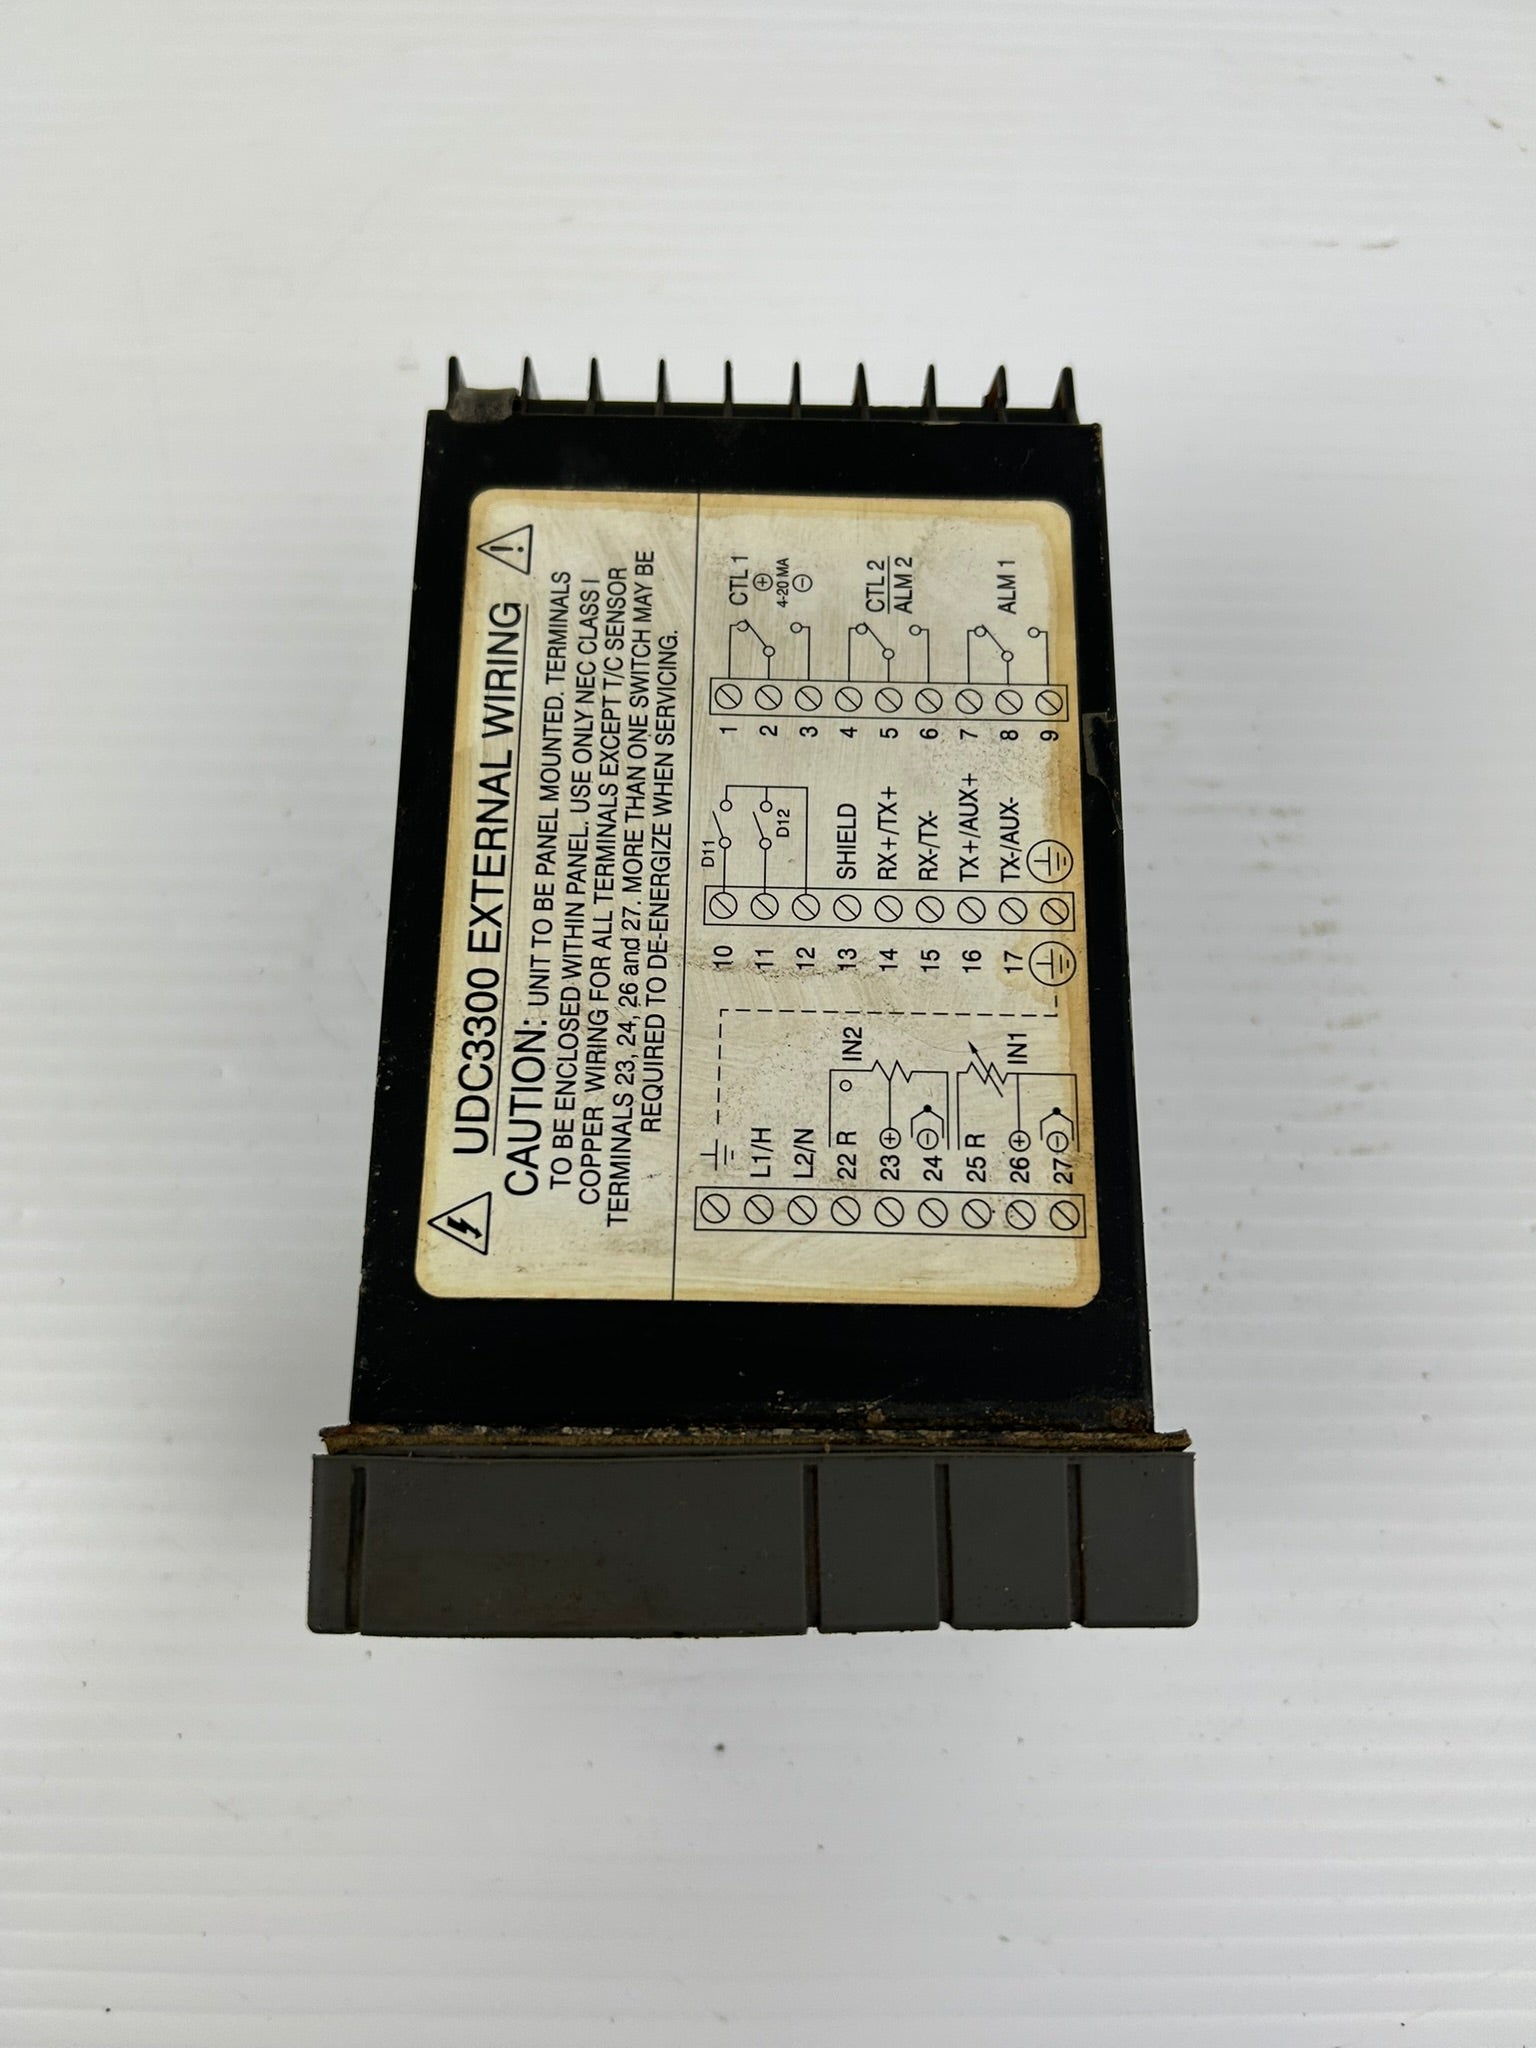 UDC3300 EXTERNAL WIRING
CAUTION: UNIT TO BE PANEL MOUNTED. TERMINALS
TO BE ENCLOSED WITHIN PANEL. USE ONLY NEC CLASS I
COPPER WIRING FOR ALL TERMINALS EXCEPT T/C SENSOR
TERMINALS 23, 24, 26 and 27. MORE THAN ONE SWITCH MAY BE
REQUIRED TO DE-ENERGIZE WHEN SERVICING.
L1/H
L2/N
22 R
23 +
24 -
25 R
26 +
27 -
IN2
IN1
10
11
12
13
14
15
16
17
D11
D12
SHIELD
RX+/TX+
RX-/TX-
TX+/AUX+
TX-/AUX-
1
2
3
4
5
6
7
8
9
CTL 1
+
4-20 MA
-
CTL 2
ALM 2
ALM 1